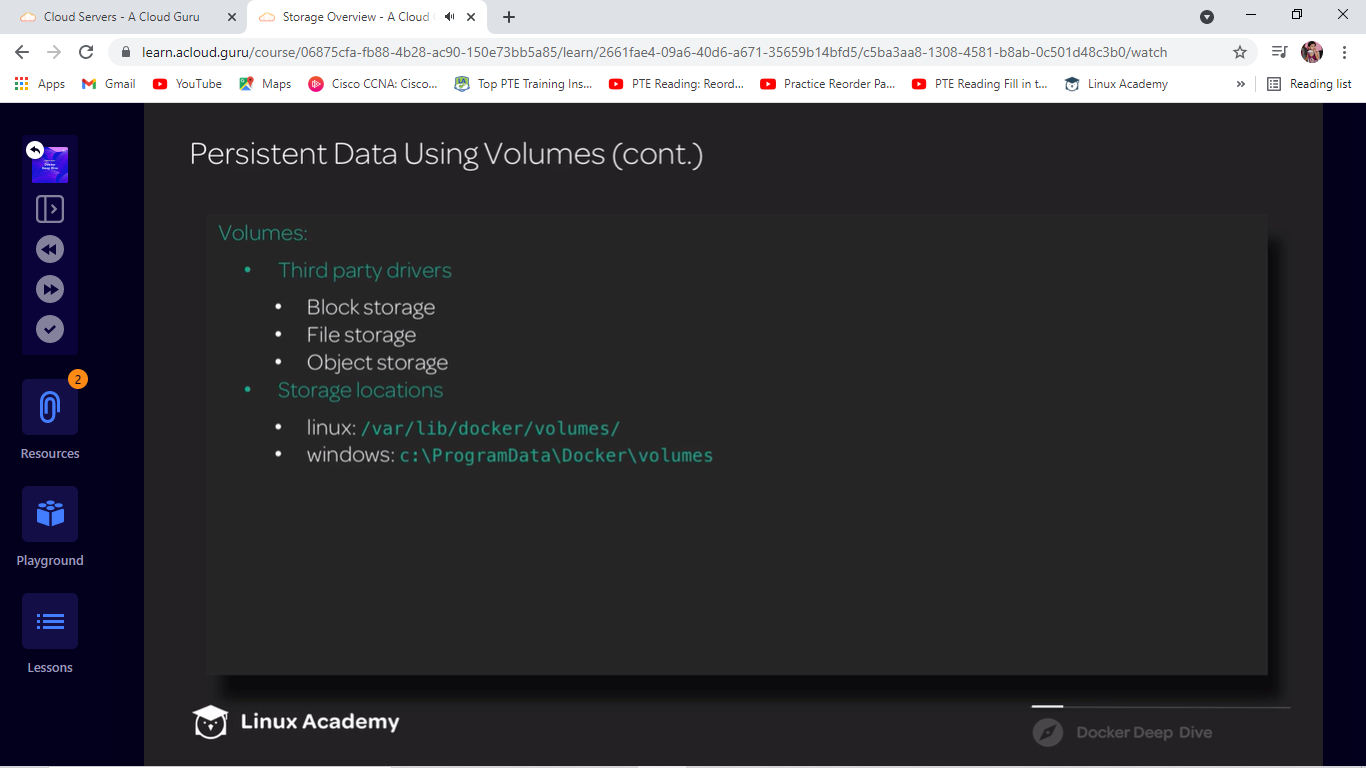 Cloud Servers - A Cloud Guru
Storage Overview - A Cloud
learn.acloud.guru/course/06875cfa-fb88-4b28-ac90-150e73bb5a85/learn/2661fae4-09a6-40d6-a671-35659b14bfd5/c5ba3aa8-1308-4581-b8ab-0c501d48c3b0/watch
Apps Gmail YouTube Maps Cisco CCNA: Cisco... Top PTE Training Ins... PTE Reading: Reord... Practice Reorder Pa... PTE Reading Fill in t... Linux Academy » Reading list
Docker
Deep Dive
2
Resources
Playground
Lessons
Persistent Data Using Volumes (cont.)
Volumes:
• Third party drivers
• Block storage
• File storage
• Object storage
• Storage locations
• linux: /var/lib/docker/volumes/
• windows: c:\ProgramData\Docker\volumes
Linux Academy
Docker Deep Dive